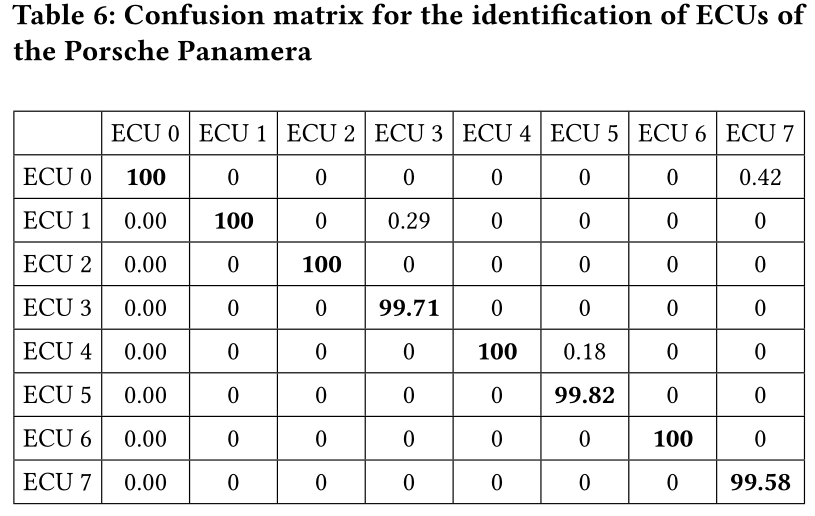 Table 6: Confusion matrix for the identification of ECUs of
the Porsche Panamera
ECU 0 ECU 1 ECU 2 ECU 3 ECU 4 ECU 5 ECU 6 ECU 7
ECU 0 100 0 0 0 0 0 0 0.42
ECU 1 0.00 100 0 0.29 0 0 0 0
ECU 2 0.00 0 100 0 0 0 0 0
ECU 3 0.00 0 0 99.71 0 0 0 0
ECU 4 0.00 0 0 0 100 0.18 0 0
ECU 5 0.00 0 0 0 0 99.82 0 0
ECU 6 0.00 0 0 0 0 0 100 0
ECU 7 0.00 0 0 0 0 0 0 99.58